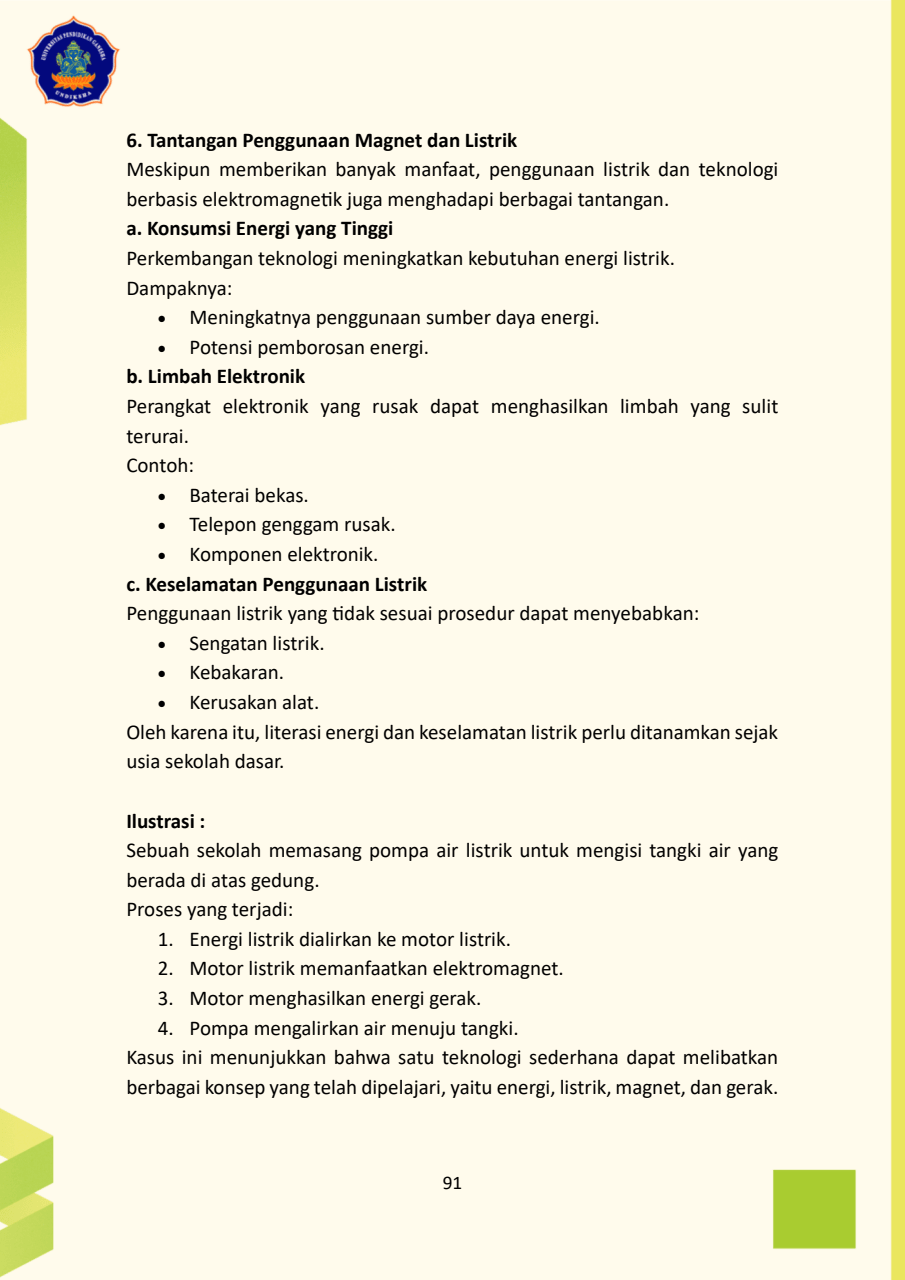 UNIVERSITAS PENDIDIKAN GANESHA
UNDIKSHA
6. Tantangan Penggunaan Magnet dan Listrik
Meskipun memberikan banyak manfaat, penggunaan listrik dan teknologi
berbasis elektromagnetik juga menghadapi berbagai tantangan.
a. Konsumsi Energi yang Tinggi
Perkembangan teknologi meningkatkan kebutuhan energi listrik.
Dampaknya:
• Meningkatnya penggunaan sumber daya energi.
• Potensi pemborosan energi.
b. Limbah Elektronik
Perangkat elektronik yang rusak dapat menghasilkan limbah yang sulit
terurai.
Contoh:
• Baterai bekas.
• Telepon genggam rusak.
• Komponen elektronik.
c. Keselamatan Penggunaan Listrik
Penggunaan listrik yang tidak sesuai prosedur dapat menyebabkan:
• Sengatan listrik.
• Kebakaran.
• Kerusakan alat.
Oleh karena itu, literasi energi dan keselamatan listrik perlu ditanamkan sejak
usia sekolah dasar.
Ilustrasi :
Sebuah sekolah memasang pompa air listrik untuk mengisi tangki air yang
berada di atas gedung.
Proses yang terjadi:
1. Energi listrik dialirkan ke motor listrik.
2. Motor listrik memanfaatkan elektromagnet.
3. Motor menghasilkan energi gerak.
4. Pompa mengalirkan air menuju tangki.
Kasus ini menunjukkan bahwa satu teknologi sederhana dapat melibatkan
berbagai konsep yang telah dipelajari, yaitu energi, listrik, magnet, dan gerak.
91